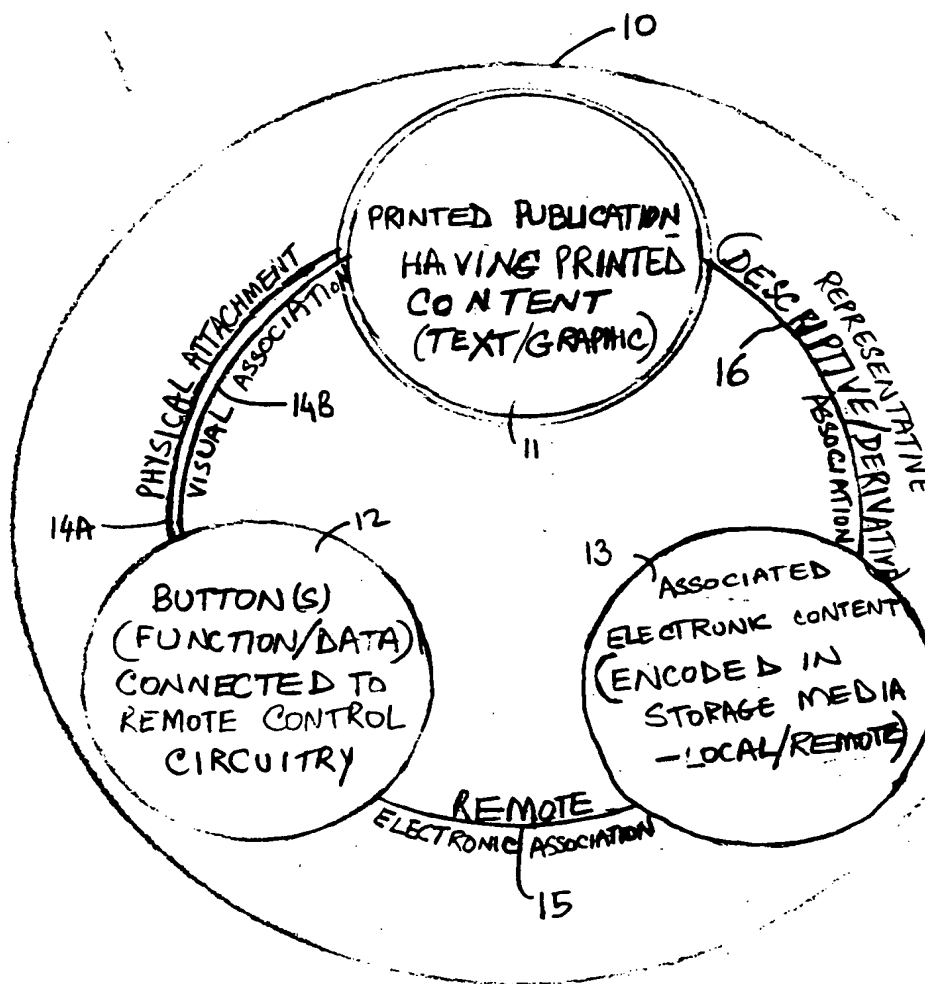 10
PRINTED PUBLICATION
HAVING PRINTED
CONTENT
(TEXT/GRAPHIC)
11
PHYSICAL ATTACHMENT
VISUAL ASSOCIATION
14A
14B
(REPRESENTATIVE
DESCRIPTIVE/DERIVATIVE)
ASSOCIATION
16
12
BUTTON(S)
(FUNCTION/DATA)
CONNECTED TO
REMOTE CONTROL
CIRCUITRY
13
ASSOCIATED
ELECTRUNIK CONTENT
(ENCODED IN
STORAGE MEDIA
-LOCAL/REMOTE)
REMOTE
ELECTRONIC ASSOCIATION
15